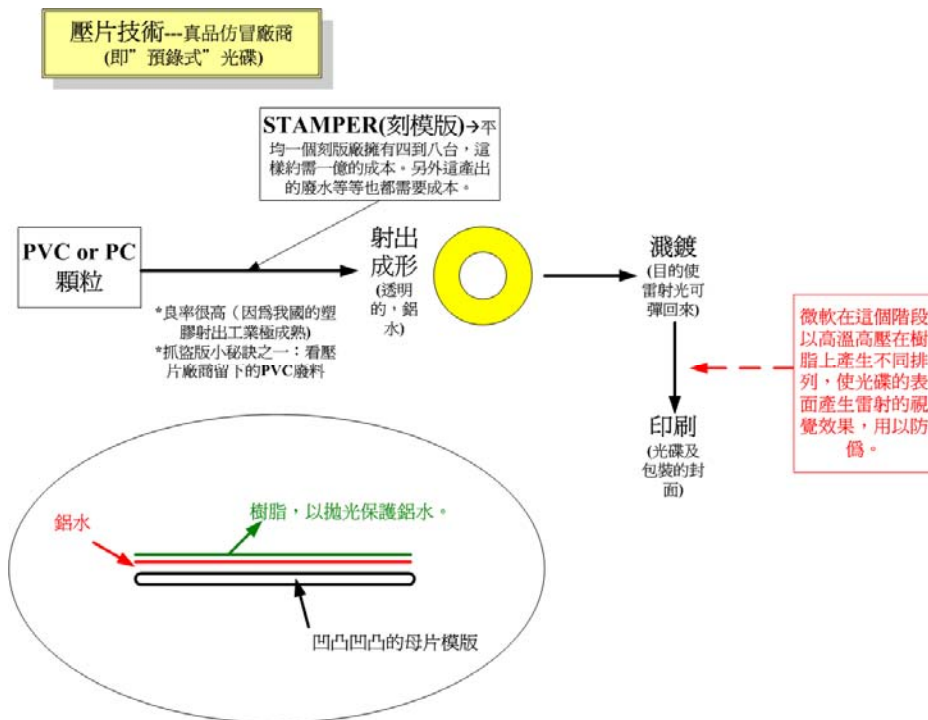 壓片技術---真品仿冒廠商
(即”預錄式”光碟)
STAMPER(刻模版)→平
均一個刻版廠擁有四到八台，這
樣約需一億的成本。另外這產出
的廢水等等也都需要成本。
PVC or PC
顆粒
*良率很高（因為我國的塑
膠射出工業極成熟)
*抓盜版小秘訣之一：看壓
片廠商留下的PVC廢料
射出
成形
(透明
的，鋁
水)
濺鍍
(目的使
雷射光可
彈回來)
微軟在這個階段
以高溫高壓在樹
脂上產生不同排
列，使光碟的表
面產生雷射的視
覺效果，用以防
偽。
印刷
(光碟及
包裝的封
面)
樹脂，以拋光保護鋁水。
鋁水
凹凸凹凸的母片模版